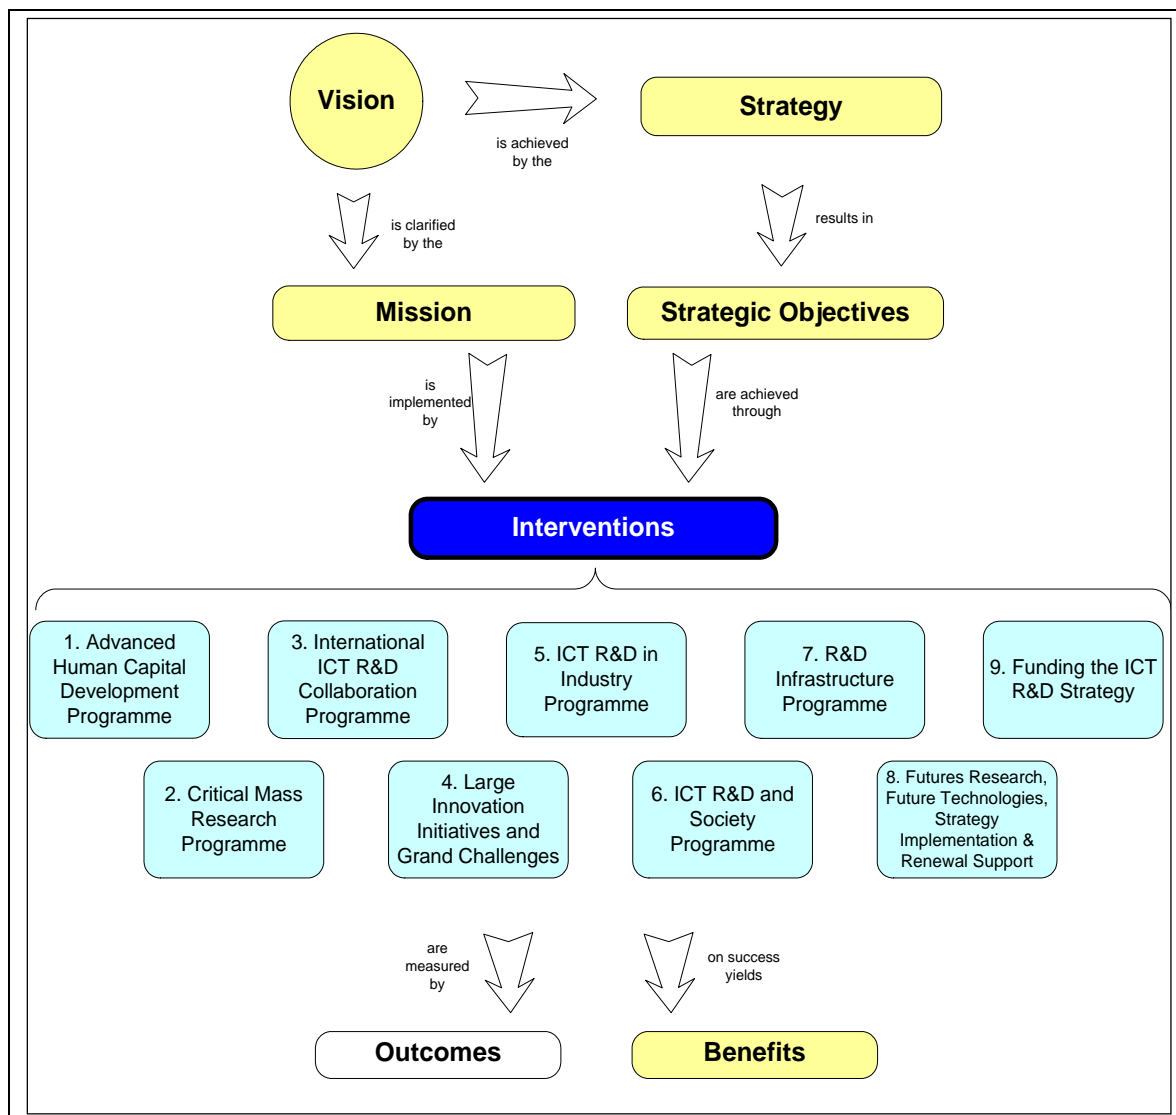 Vision
Strategy
is achieved
by the
is clarified
by the
results in
Mission
Strategic Objectives
is
implemented
by
are achieved
through
Interventions
1. Advanced
Human Capital
Development
Programme
3. International
ICT R&D
Collaboration
Programme
5. ICT R&D in
Industry
Programme
7. R&D
Infrastructure
Programme
9. Funding the ICT
R&D Strategy
2. Critical Mass
Research
Programme
4. Large
Innovation
Initiatives and
Grand Challenges
6. ICT R&D and
Society
Programme
8. Futures Research,
Future Technologies,
Strategy
Implementation &
Renewal Support
are
measured
by
on success
yields
Outcomes
Benefits